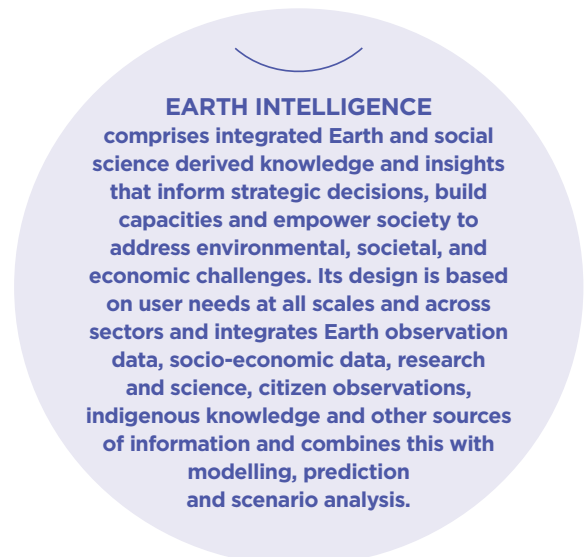 EARTH INTELLIGENCE
comprises integrated Earth and social
science derived knowledge and insights
that inform strategic decisions, build
capacities and empower society to
address environmental, societal, and
economic challenges. Its design is based
on user needs at all scales and across
sectors and integrates Earth observation
data, socio-economic data, research
and science, citizen observations,
indigenous knowledge and other sources
of information and combines this with
modelling, prediction
and scenario analysis.